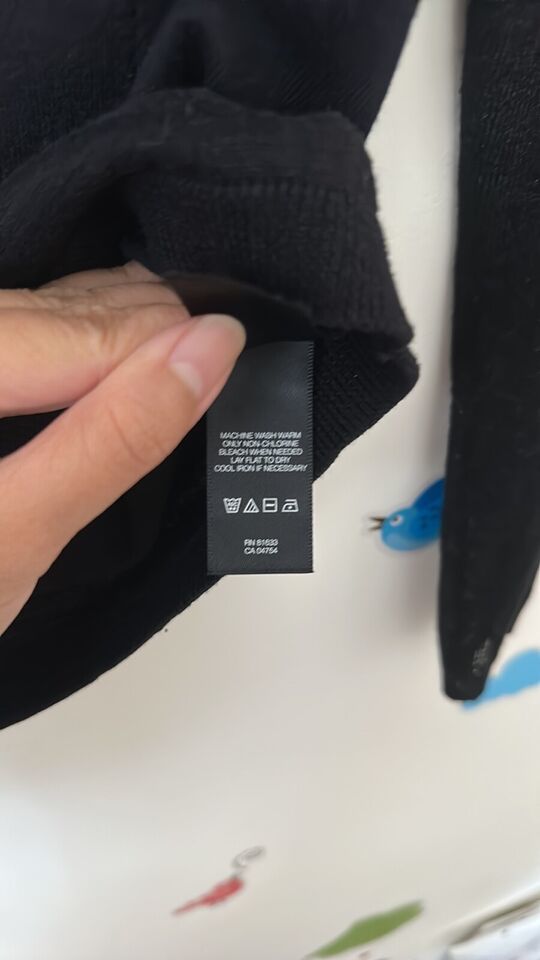 MACHINE WASH WARM
ONLY NON-CHLORINE
BLEACH WHEN NEEDED
LAY FLAT TO DRY
COOL IRON IF NECESSARY
RN 81633
CA 04754